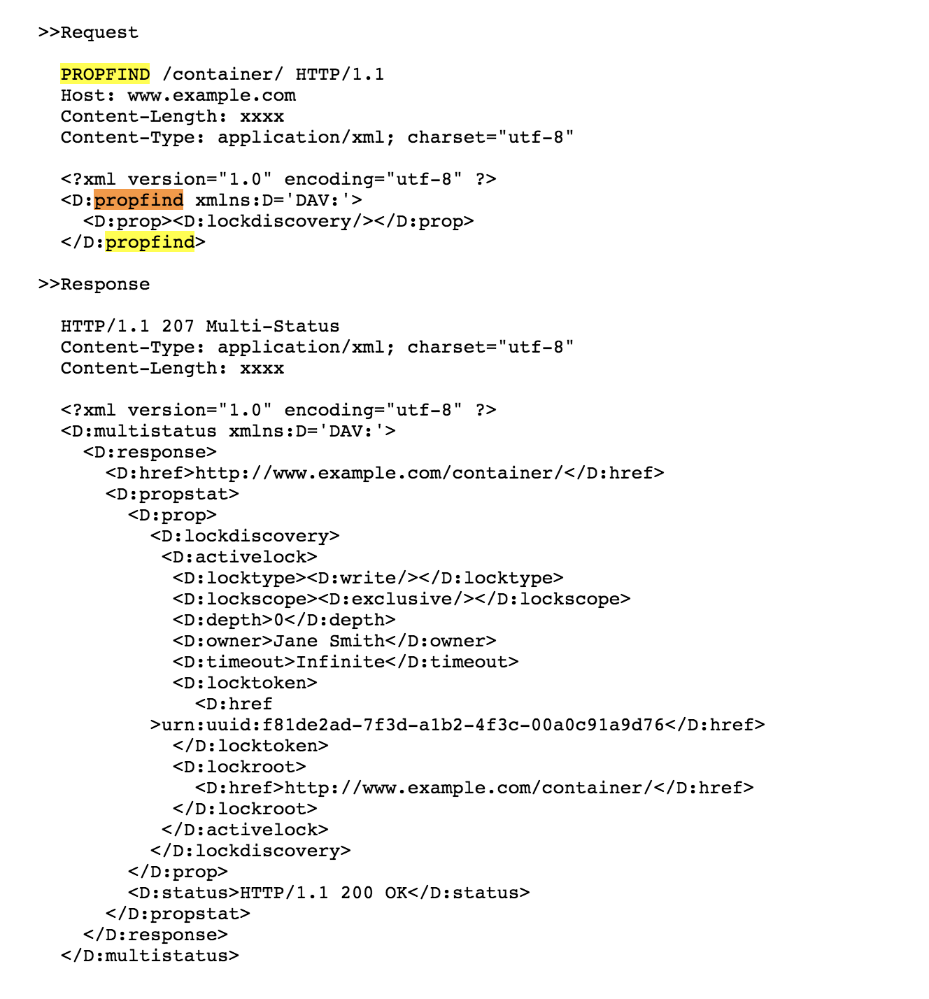 >>Request
PROPFIND /container/ HTTP/1.1
Host: www.example.com
Content-Length: xxxx
Content-Type: application/xml; charset="utf-8"
<?xml version="1.0" encoding="utf-8" ?>
<D:propfind xmlns:D='DAV:'>
<D:prop><D:lockdiscovery/></D:prop>
</D:propfind>
>>Response
HTTP/1.1 207 Multi-Status
Content-Type: application/xml; charset="utf-8"
Content-Length: xxxx
<?xml version="1.0" encoding="utf-8" ?>
<D:multistatus xmlns:D='DAV:'>
<D:response>
<D:href>http://www.example.com/container/</D:href>
<D:propstat>
<D:prop>
<D:lockdiscovery>
<D:activelock>
<D:locktype><D:write/></D:locktype>
<D:lockscope><D:exclusive/></D:lockscope>
<D:depth>0</D:depth>
<D:owner>Jane Smith</D:owner>
<D:timeout>Infinite</D:timeout>
<D:locktoken>
<D:href
>urn:uuid:f81de2ad-7f3d-a1b2-4f3c-00a0c91a9d76</D:href>
</D:locktoken>
<D:lockroot>
<D:href>http://www.example.com/container/</D:href>
</D:lockroot>
</D:activelock>
</D:lockdiscovery>
</D:prop>
<D:status>HTTP/1.1 200 OK</D:status>
</D:propstat>
</D:response>
</D:multistatus>